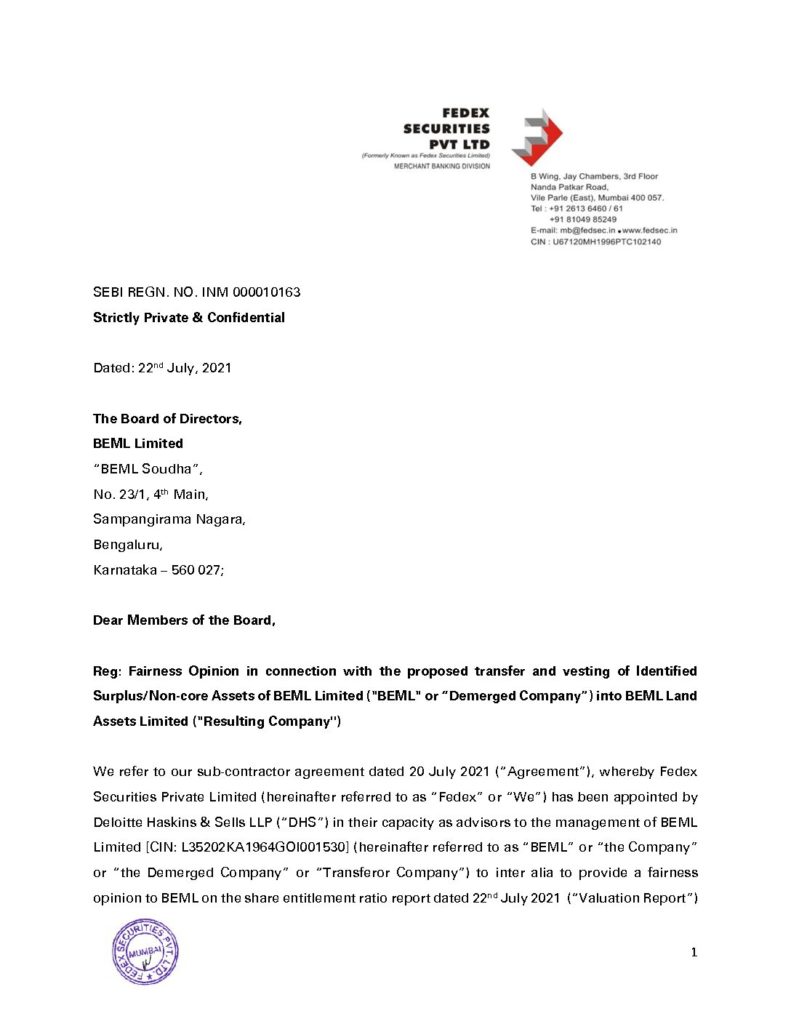 FEDEX
SECURITIES
PVT LTD
(Formerly Known as Fedex Securities Limited)
MERCHANT BANKING DIVISION
B Wing, Jay Chambers, 3rd Floor
Nanda Patkar Road,
Vile Parle (East), Mumbai 400 057.
Tel : +91 2613 6460 / 61
+91 81049 85249
E-mail: mb@fedsec.in ● www.fedsec.in
CIN : U67120MH1996PTC102140
SEBI REGN. NO. INM 000010163
Strictly Private & Confidential
Dated: 22nd July, 2021
The Board of Directors,
BEML Limited
“BEML Soudha”,
No. 23/1, 4th Main,
Sampangirama Nagara,
Bengaluru,
Karnataka – 560 027;
Dear Members of the Board,
Reg: Fairness Opinion in connection with the proposed transfer and vesting of Identified
Surplus/Non-core Assets of BEML Limited ("BEML" or “Demerged Company”) into BEML Land
Assets Limited ("Resulting Company'')
We refer to our sub-contractor agreement dated 20 July 2021 (“Agreement”), whereby Fedex
Securities Private Limited (hereinafter referred to as “Fedex” or “We”) has been appointed by
Deloitte Haskins & Sells LLP (“DHS”) in their capacity as advisors to the management of BEML
Limited [CIN: L35202KA1964GOI001530] (hereinafter referred to as “BEML” or “the Company”
or “the Demerged Company” or “Transferor Company”) to inter alia to provide a fairness
opinion to BEML on the share entitlement ratio report dated 22nd July 2021 (“Valuation Report”)
FEDEX SECURITIES PVT. LTD.
MUMBAI
1